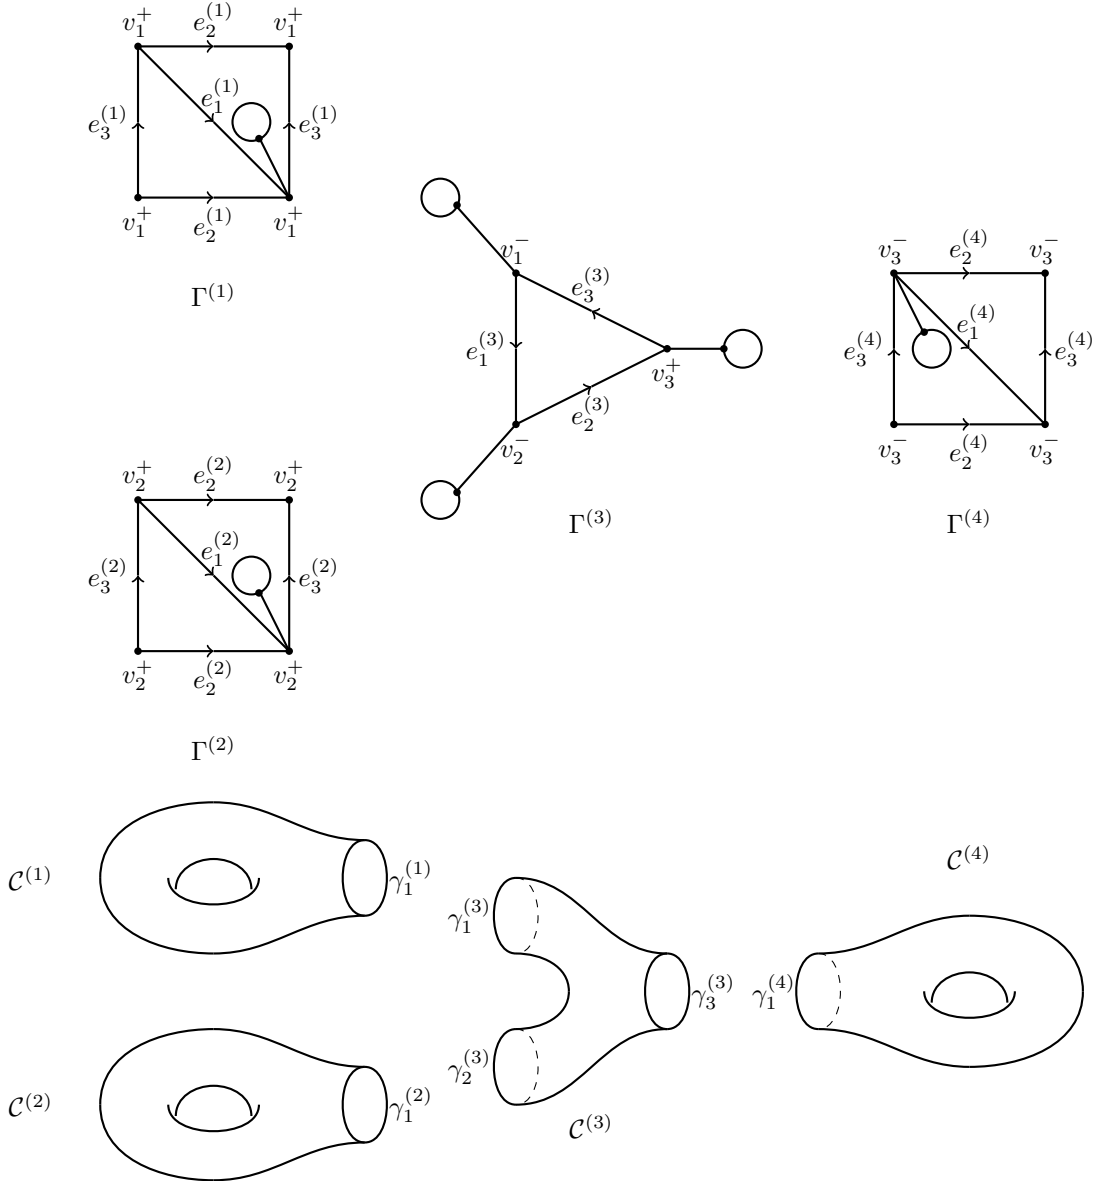 v_1^+ e_2^{(1)} v_1^+
e_1^{(1)}
e_3^{(1)} e_3^{(1)}
v_1^+ e_2^{(1)} v_1^+
Γ^{(1)}
v_1^-
e_3^{(3)}
e_1^{(3)}
v_3^+
e_2^{(3)}
v_2^-
Γ^{(3)}
v_3^- e_2^{(4)} v_3^-
e_1^{(4)}
e_3^{(4)} e_3^{(4)}
v_3^- e_2^{(4)} v_3^-
Γ^{(4)}
v_2^+ e_2^{(2)} v_2^+
e_1^{(2)}
e_3^{(2)} e_3^{(2)}
v_2^+ e_2^{(2)} v_2^+
Γ^{(2)}
𝒞^{(1)} γ_1^{(1)}
𝒞^{(2)} γ_1^{(2)}
γ_1^{(3)}
γ_3^{(3)}
γ_2^{(3)}
𝒞^{(3)}
𝒞^{(4)}
γ_1^{(4)}